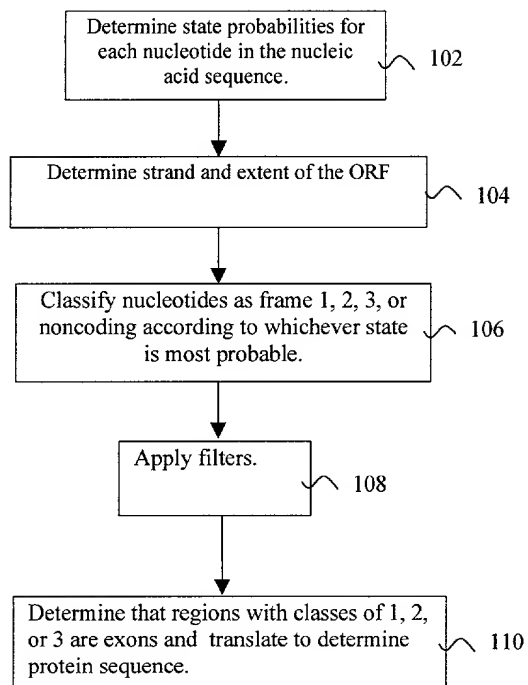 Determine state probabilities for
each nucleotide in the nucleic
acid sequence.
102
Determine strand and extent of the ORF
104
Classify nucleotides as frame 1, 2, 3, or
noncoding according to whichever state
is most probable.
106
Apply filters.
108
Determine that regions with classes of 1, 2,
or 3 are exons and translate to determine
protein sequence.
110